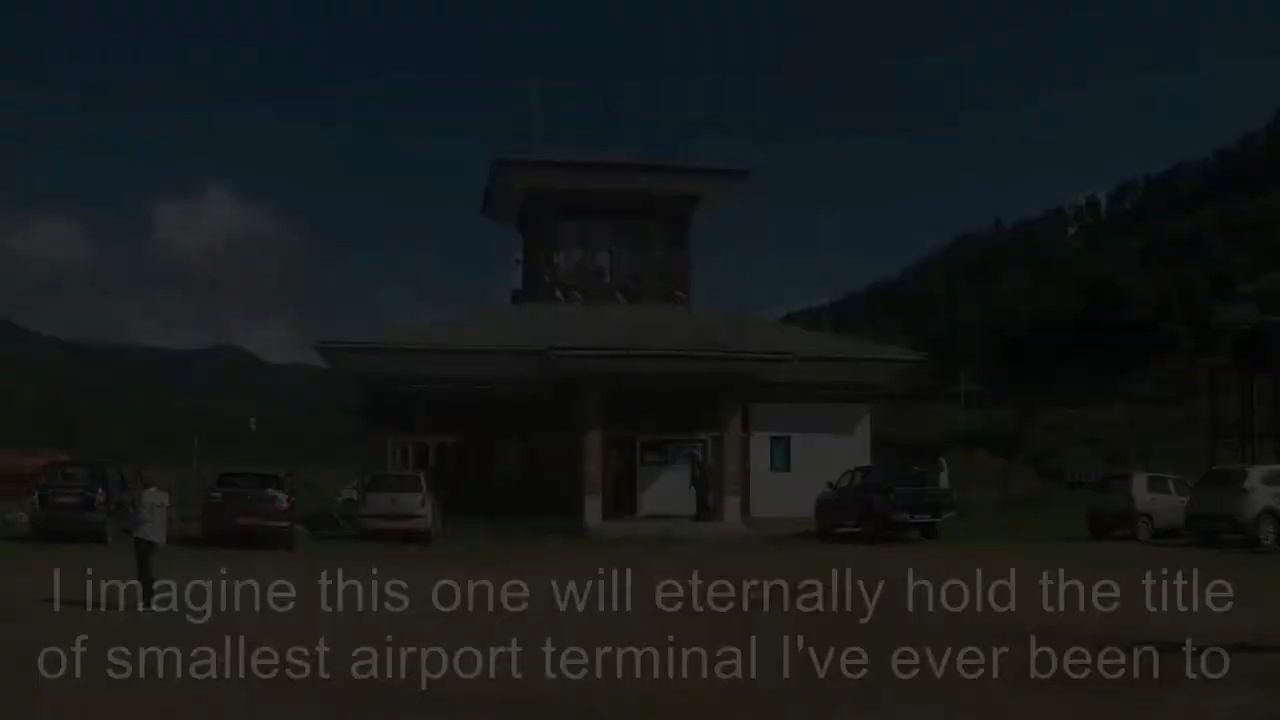 I imagine this one will eternally hold the title
of smallest airport terminal I've ever been to